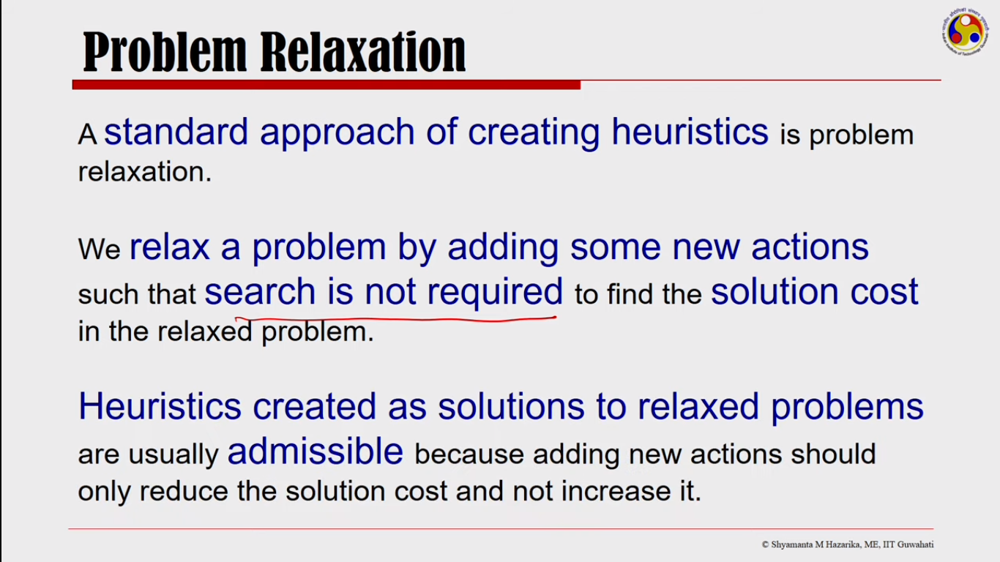 Problem Relaxation
A standard approach of creating heuristics is problem
relaxation.
We relax a problem by adding some new actions
such that search is not required to find the solution cost
in the relaxed problem.
Heuristics created as solutions to relaxed problems
are usually admissible because adding new actions should
only reduce the solution cost and not increase it.
© Shyamanta M Hazarika, ME, IIT Guwahati